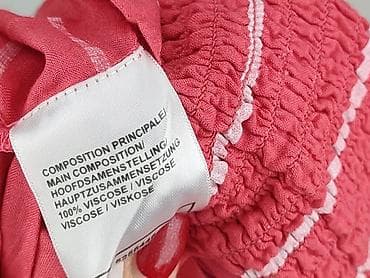 COMPOSITION PRINCIPALE/
MAIN COMPOSITION/
HOOFDSAMENSTELLING/
HAUPTZUSAMMENSETZUNG
100% VISCOSE / VISCOSE
VISCOSE / VISKOSE